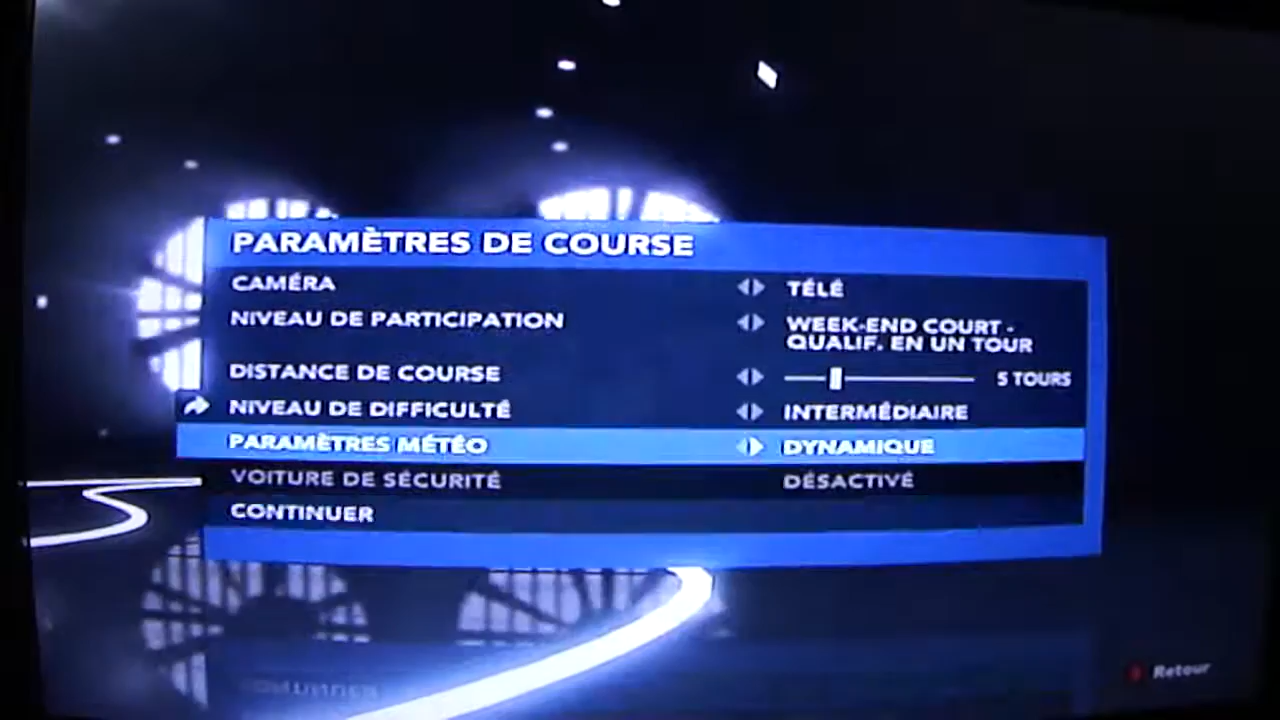 PARAMÈTRES DE COURSE
CAMÉRA TÉLÉ
NIVEAU DE PARTICIPATION WEEK-END COURT -
QUALIF. EN UN TOUR
DISTANCE DE COURSE 5 TOURS
NIVEAU DE DIFFICULTÉ INTERMÉDIAIRE
PARAMÈTRES MÉTÉO DYNAMIQUE
VOITURE DE SÉCURITÉ DÉSACTIVÉ
CONTINUER
Retour